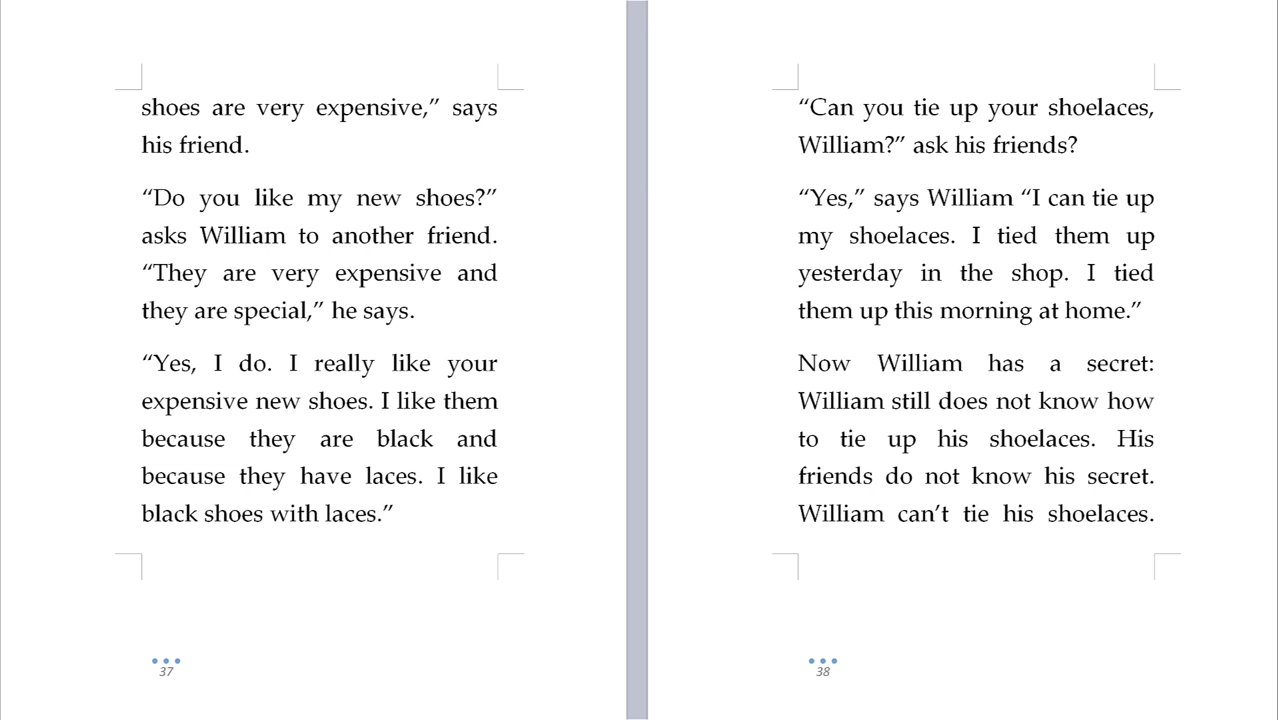 shoes are very expensive,” says
his friend.
“Do you like my new shoes?”
asks William to another friend.
“They are very expensive and
they are special,” he says.
“Yes, I do. I really like your
expensive new shoes. I like them
because they are black and
because they have laces. I like
black shoes with laces.”
37
“Can you tie up your shoelaces,
William?” ask his friends?
“Yes,” says William “I can tie up
my shoelaces. I tied them up
yesterday in the shop. I tied
them up this morning at home.”
Now William has a secret:
William still does not know how
to tie up his shoelaces. His
friends do not know his secret.
William can’t tie his shoelaces.
38